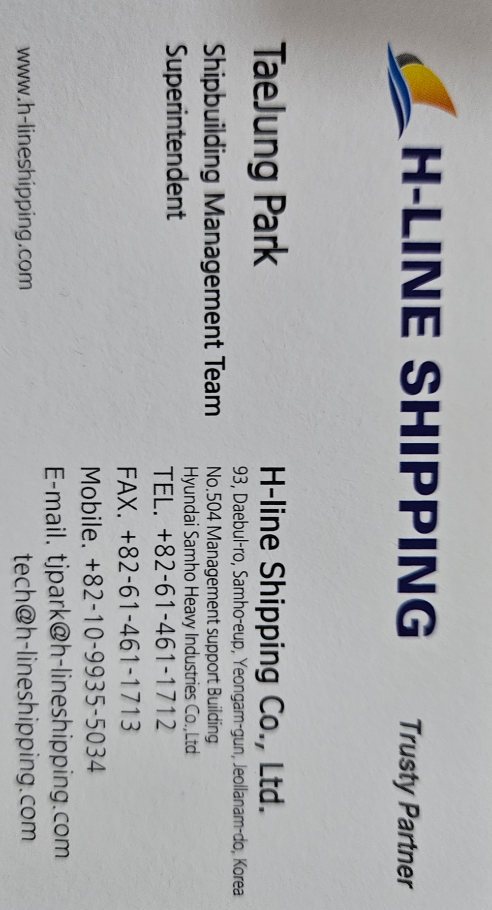 H-LINE SHIPPING
Trusty Partner
TaeJung Park
Shipbuilding Management Team
Superintendent
www.h-lineshipping.com
H-line Shipping Co., Ltd.
93, Daebul-ro, Samho-eup, Yeongam-gun, Jeollanam-do, Korea
No.504 Management support Building
Hyundai Samho Heavy Industries Co.,Ltd
TEL. +82-61-461-1712
FAX. +82-61-461-1713
Mobile. +82-10-9935-5034
E-mail. tjpark@h-lineshipping.com
tech@h-lineshipping.com